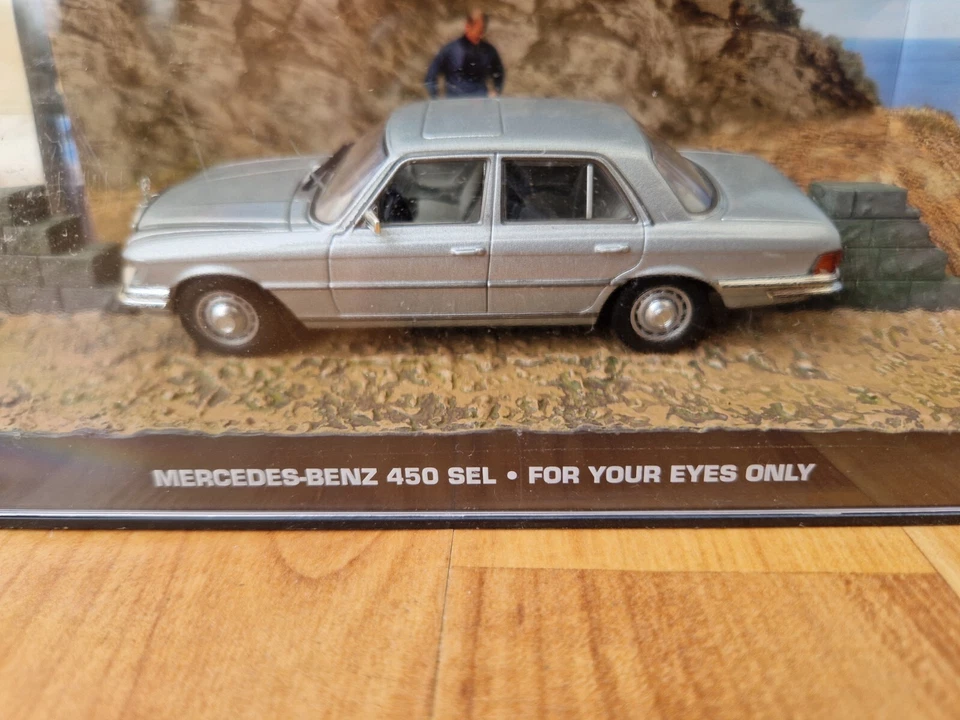 MERCEDES-BENZ 450 SEL • FOR YOUR EYES ONLY